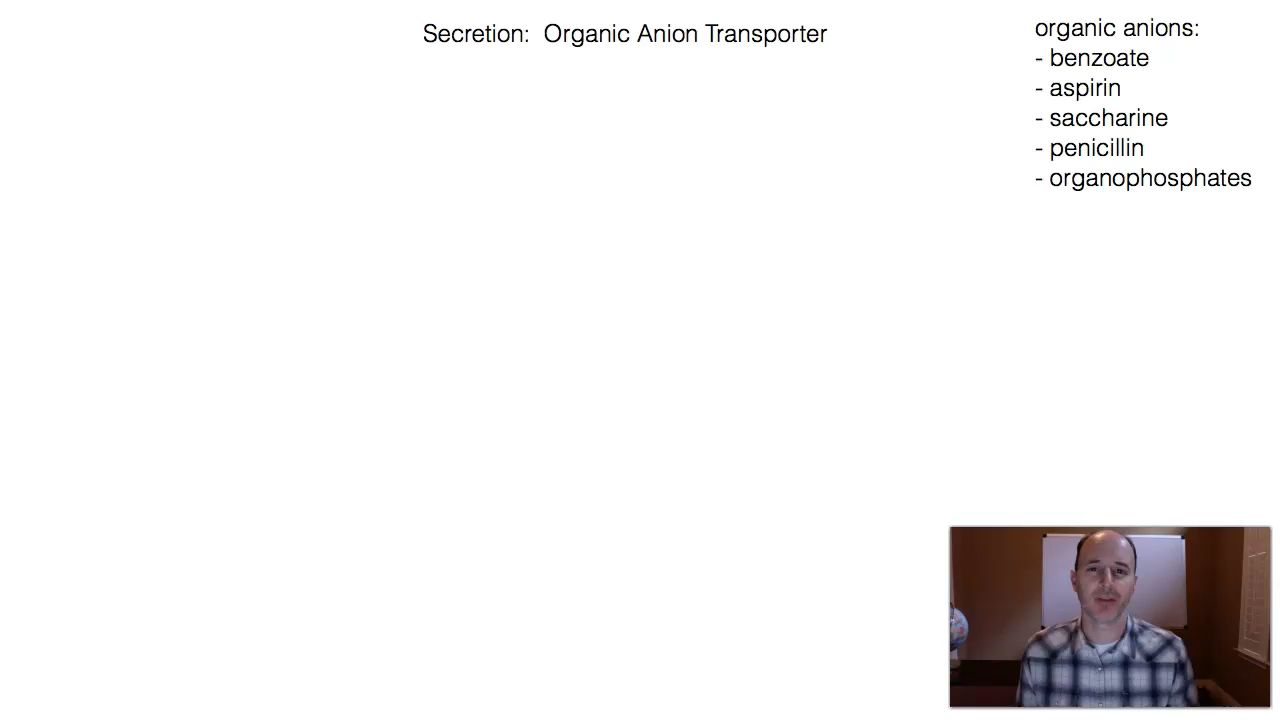 Secretion:  Organic Anion Transporter
organic anions:
- benzoate
- aspirin
- saccharine
- penicillin
- organophosphates